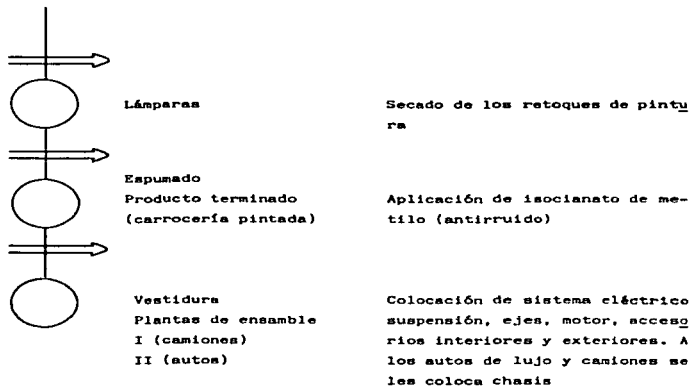 Lámparas Secado de los retoques de pintu
ra
Espumado
Producto terminado Aplicación de isocianato de me-
(carrocería pintada) tilo (antirruido)
Vestidura Colocación de sistema eléctrico
Plantas de ensamble suspensión, ejes, motor, acceso
I (camiones) rios interiores y exteriores. A
II (autos) los autos de lujo y camiones se
les coloca chasis